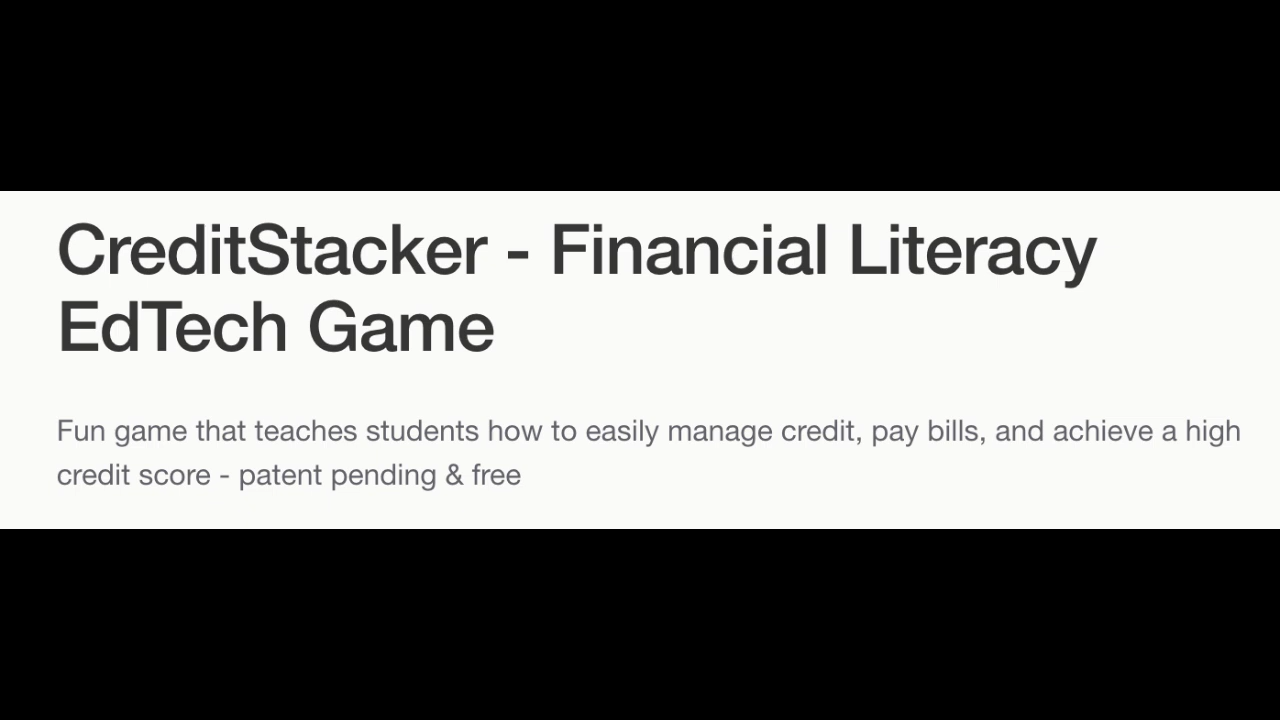 CreditStacker - Financial Literacy
EdTech Game
Fun game that teaches students how to easily manage credit, pay bills, and achieve a high
credit score - patent pending & free